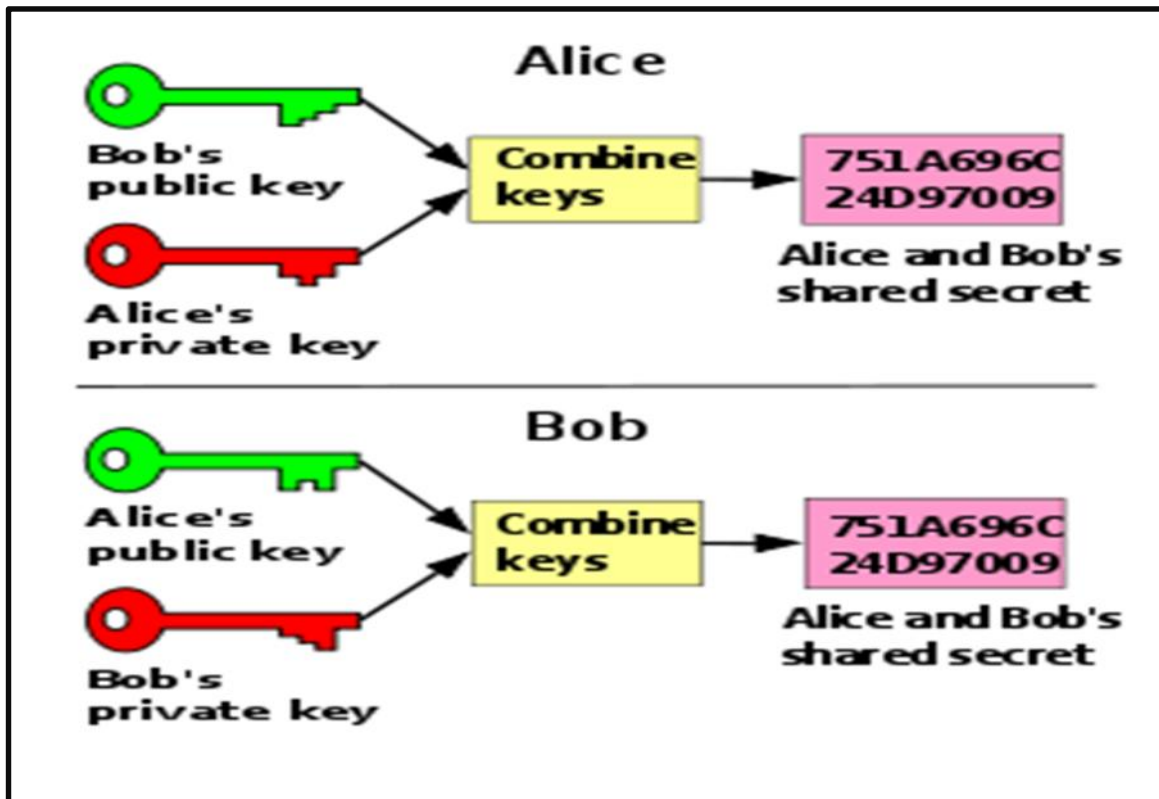 Alice
Bob's
public key
Combine
keys
751A696C
24D97009
Alice and Bob's
shared secret
Alice's
private key
Bob
Alice's
public key
Combine
keys
751A696C
24D97009
Alice and Bob's
shared secret
Bob's
private key